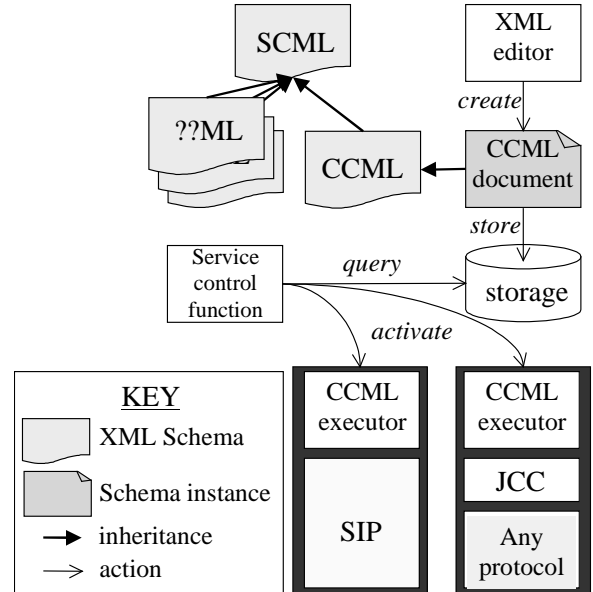 SCML
XML
editor
create
??ML
CCML
CCML
document
store
Service
control
function
query
storage
activate
KEY
XML Schema
Schema instance
inheritance
action
CCML
executor
SIP
CCML
executor
JCC
Any
protocol